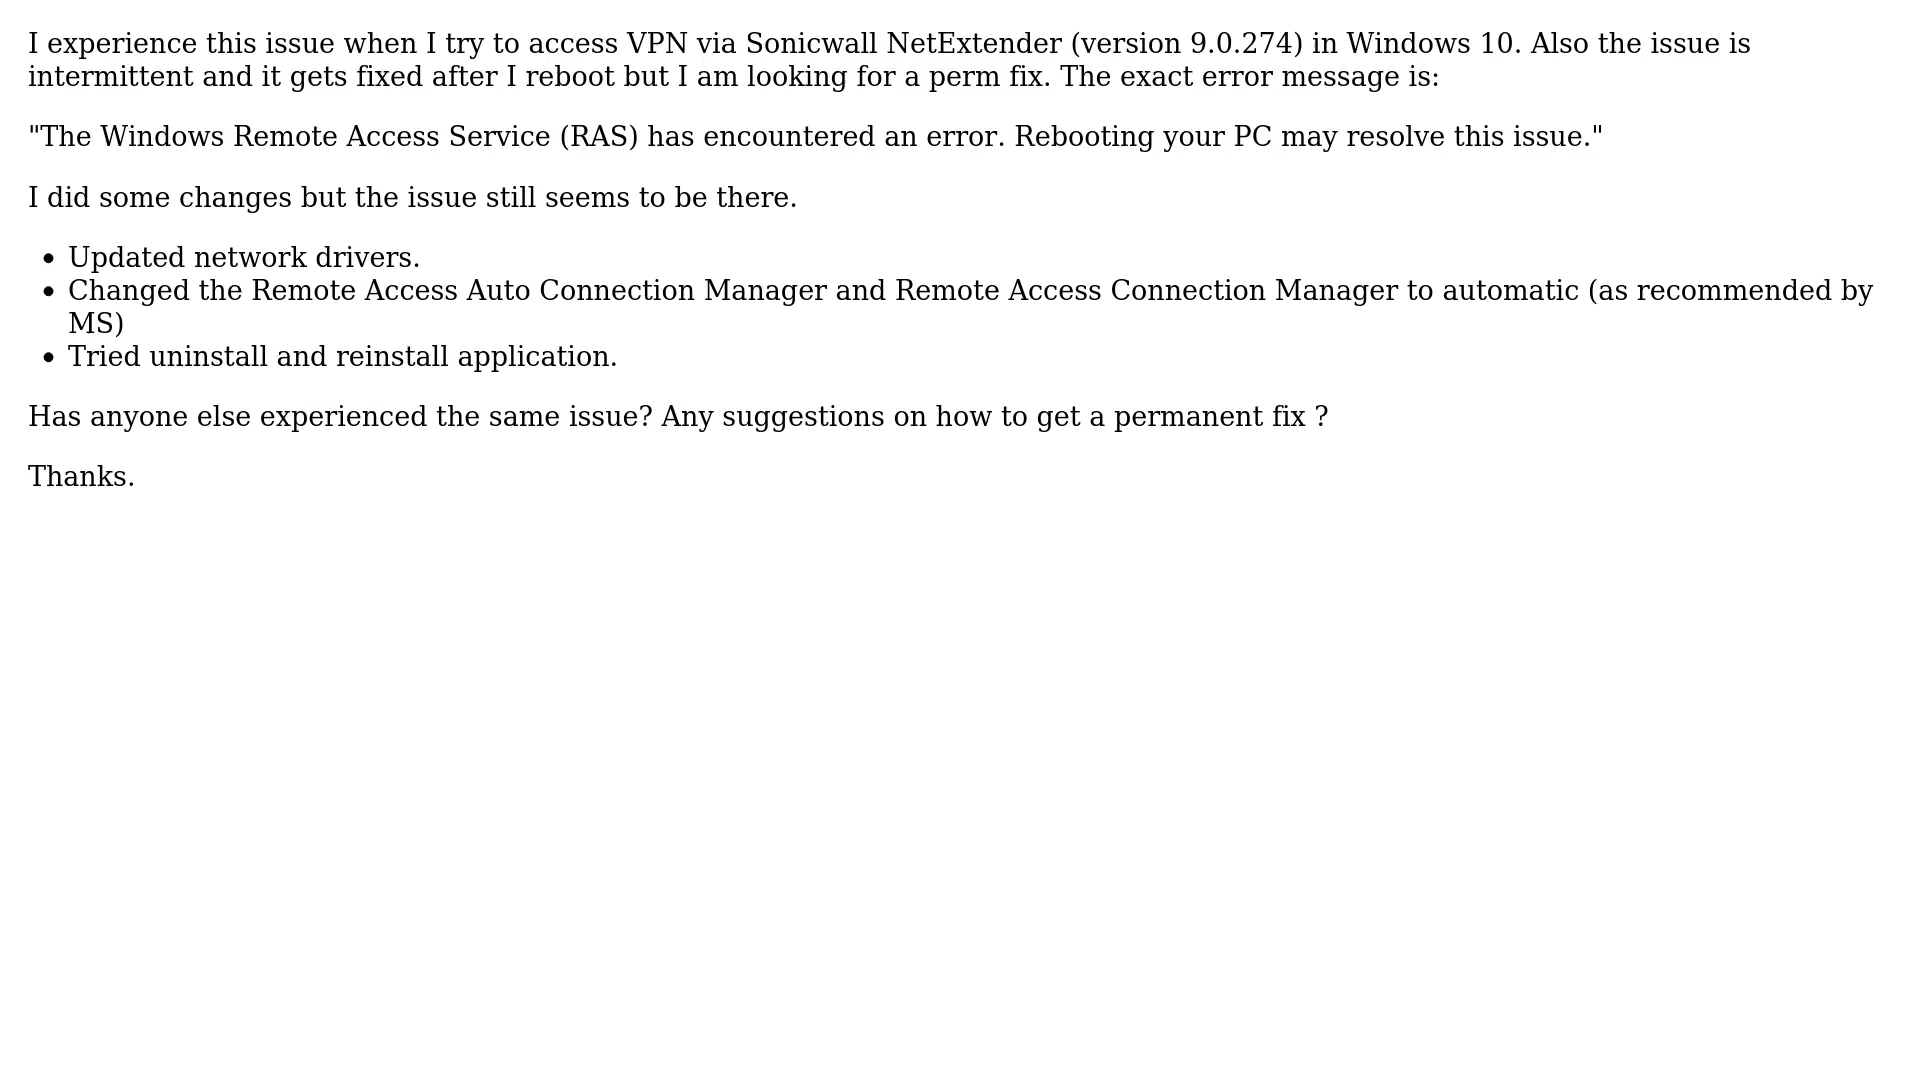 I experience this issue when I try to access VPN via Sonicwall NetExtender (version 9.0.274) in Windows 10. Also the issue is
intermittent and it gets fixed after I reboot but I am looking for a perm fix. The exact error message is:
"The Windows Remote Access Service (RAS) has encountered an error. Rebooting your PC may resolve this issue."
I did some changes but the issue still seems to be there.
• Updated network drivers.
• Changed the Remote Access Auto Connection Manager and Remote Access Connection Manager to automatic (as recommended by
MS)
• Tried uninstall and reinstall application.
Has anyone else experienced the same issue? Any suggestions on how to get a permanent fix ?
Thanks.